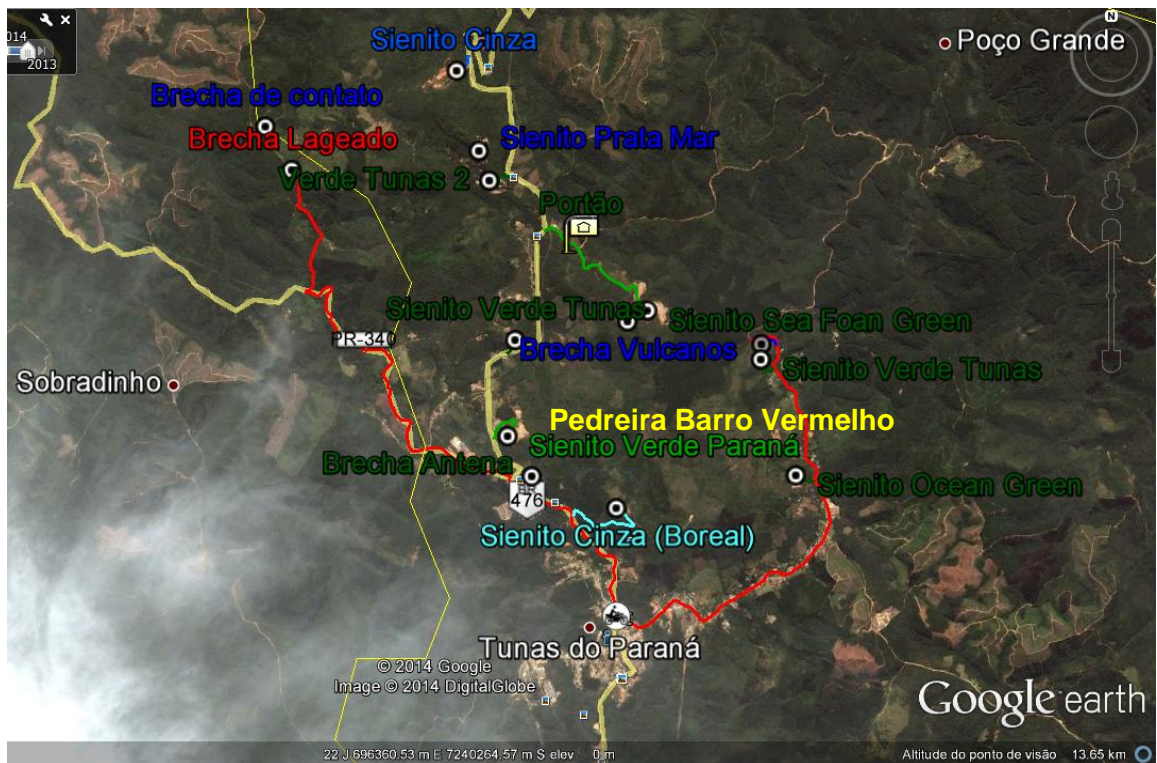 014
2013
N
Sienito Cinza
Poço Grande
Brecha de contato
Brecha Lageado
Sienito Prata Mar
Verde Tunas 2
Portão
Sienito Verde Tunas
Sienito Sea Foan Green
PR-340
Brecha Vulcanos
Sienito Verde Tunas
Sobradinho
Pedreira Barro Vermelho
Sienito Verde Paraná
Brecha Antena
BR
476
Sienito Ocean Green
Sienito Cinza (Boreal)
Tunas do Paraná
© 2014 Google
Image © 2014 DigitalGlobe
Google earth
22 J 696360.53 m E 7240264.57 m S elev 0 m
Altitude do ponto de visão 13.65 km